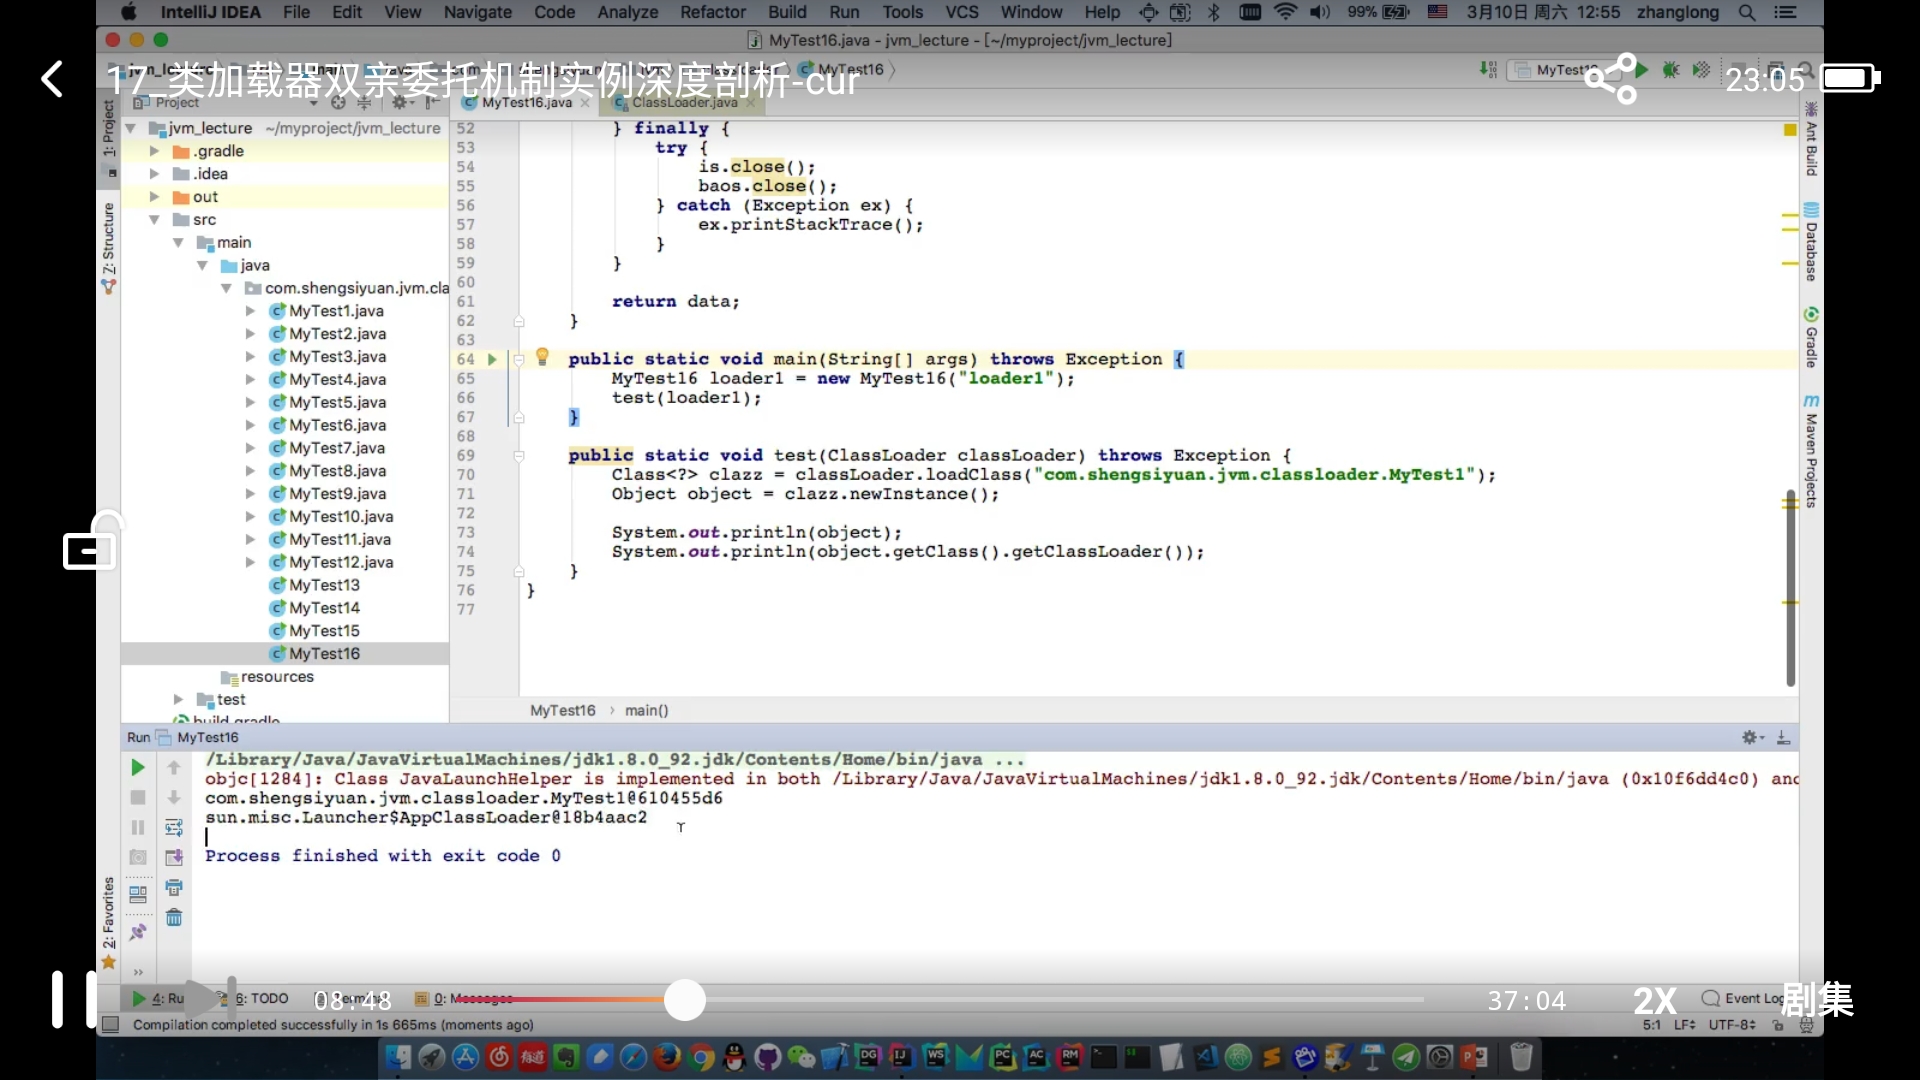 IntelliJ IDEA File Edit View Navigate Code Analyze Refactor Build Run Tools VCS Window Help 99% 3月10日 周六 12:55 zhanglong
MyTest16.java - jvm_lecture - [~/myproject/jvm_lecture]
17_类加载器双亲委托机制实例深度剖析-cur
MyTest16
23:05
Project
MyTest16.java
ClassLoader.java
1: Project
Z: Structure
2: Favorites
jvm_lecture ~/myproject/jvm_lecture
.gradle
.idea
out
src
main
java
com.shengsiyuan.jvm.cla
MyTest1.java
MyTest2.java
MyTest3.java
MyTest4.java
MyTest5.java
MyTest6.java
MyTest7.java
MyTest8.java
MyTest9.java
MyTest10.java
MyTest11.java
MyTest12.java
MyTest13
MyTest14
MyTest15
MyTest16
resources
test
build.gradle
52 } finally {
53 try {
54 is.close();
55 baos.close();
56 } catch (Exception ex) {
57 ex.printStackTrace();
58 }
59 }
60
61 return data;
62 }
63
64 public static void main(String[] args) throws Exception {
65 MyTest16 loader1 = new MyTest16("loader1");
66 test(loader1);
67 }
68
69 public static void test(ClassLoader classLoader) throws Exception {
70 Class<?> clazz = classLoader.loadClass("com.shengsiyuan.jvm.classloader.MyTest1");
71 Object object = clazz.newInstance();
72
73 System.out.println(object);
74 System.out.println(object.getClass().getClassLoader());
75 }
76 }
77
MyTest16 › main()
Ant Build
Database
Gradle
Maven Projects
Run MyTest16
/Library/Java/JavaVirtualMachines/jdk1.8.0_92.jdk/Contents/Home/bin/java ...
objc[1284]: Class JavaLaunchHelper is implemented in both /Library/Java/JavaVirtualMachines/jdk1.8.0_92.jdk/Contents/Home/bin/java (0x10f6dd4c0) and
com.shengsiyuan.jvm.classloader.MyTest1@610455d6
sun.misc.Launcher$AppClassLoader@18b4aac2
Process finished with exit code 0
4: Ru 6: TODO 0: Messages Event Log
08:48
37:04
2X
剧集
Compilation completed successfully in 1s 665ms (moments ago)
5:1 LF UTF-8
有道 DG IJ WS PC AC RM